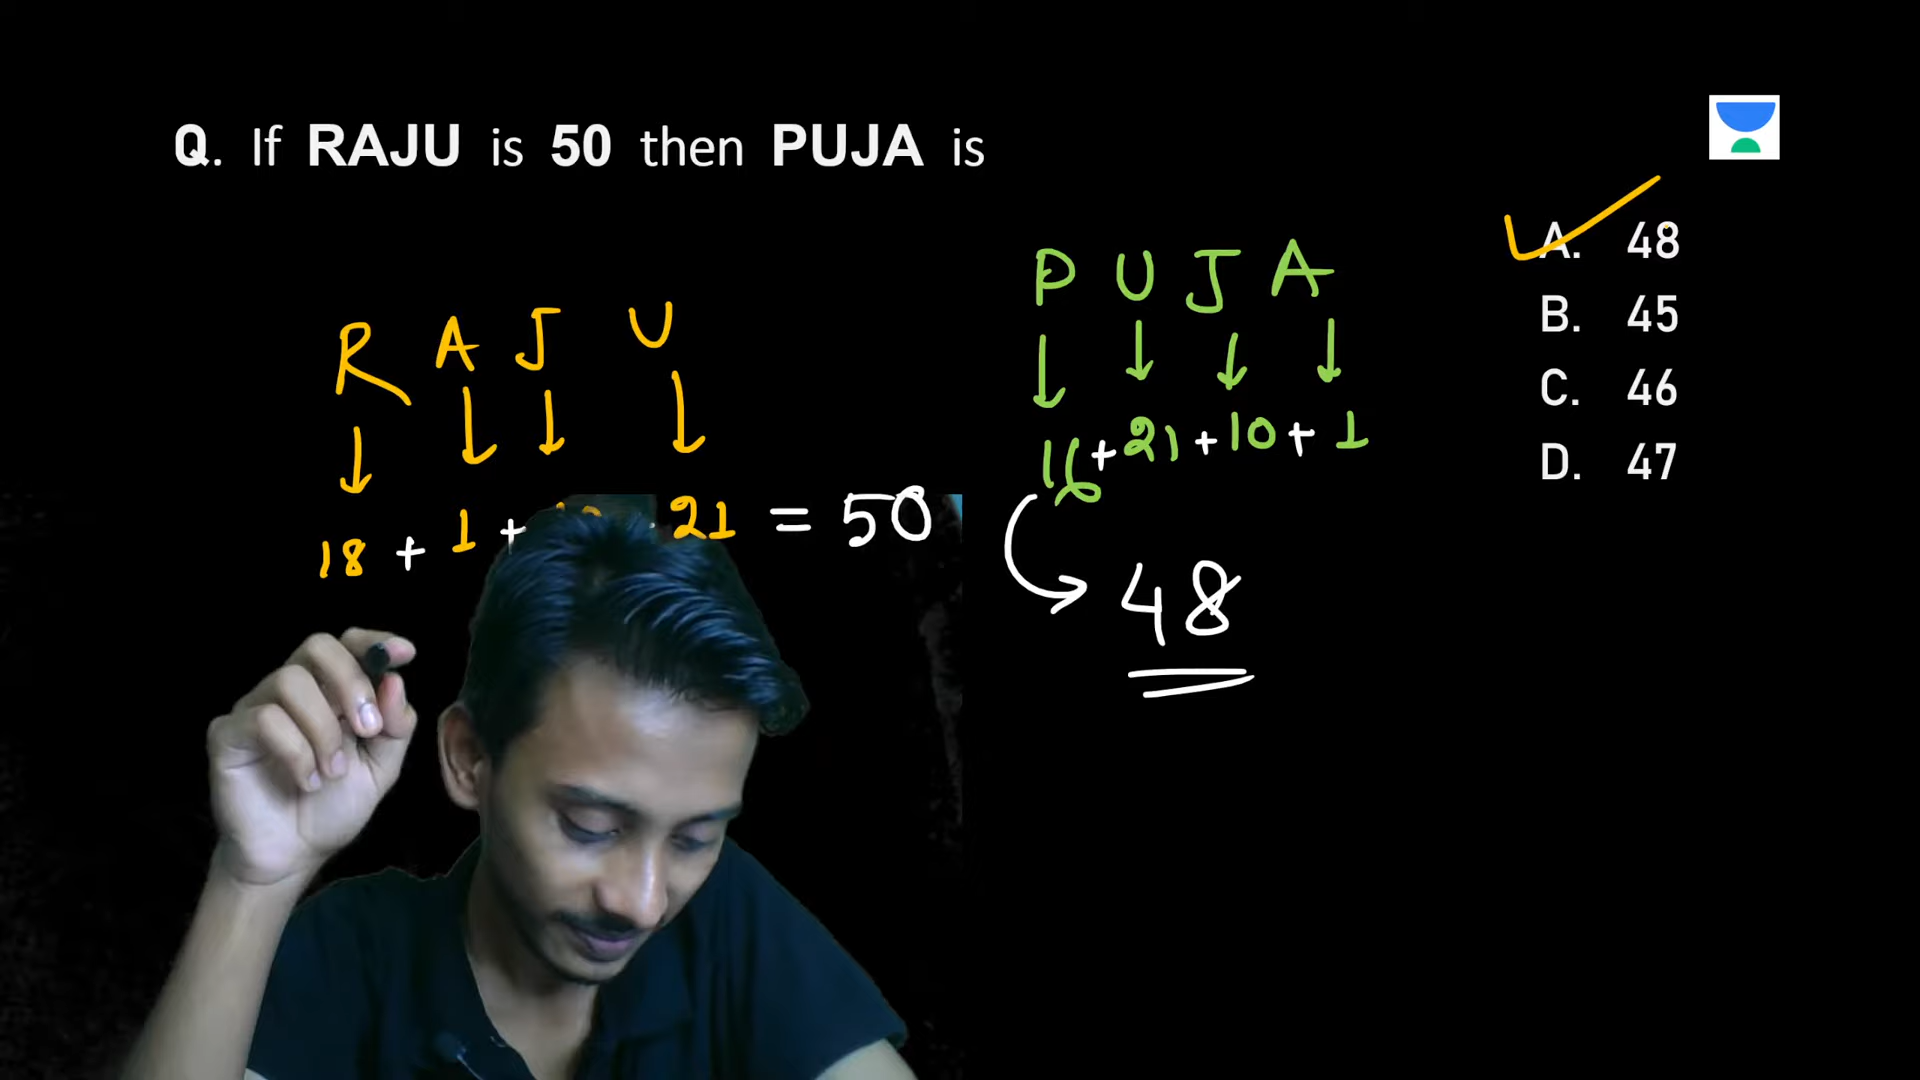 Q. If RAJU is 50 then PUJA is
R A J U
18 + 1 + 21 = 50
P U J A
16 + 21 + 10 + 1
48
A. 48
B. 45
C. 46
D. 47